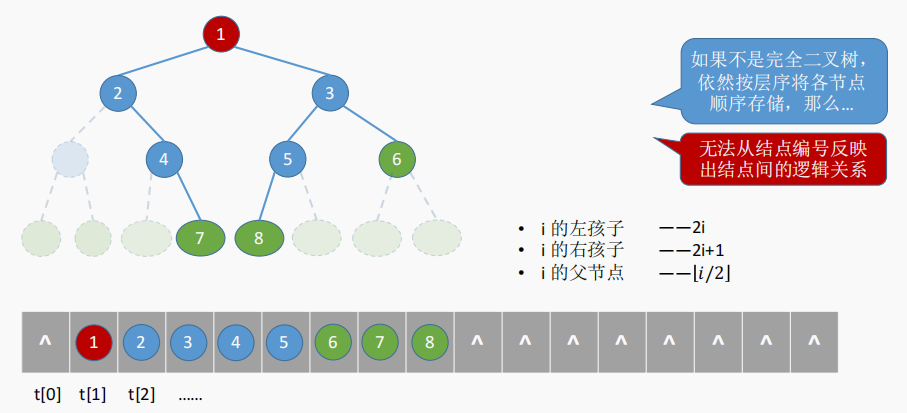 1
2
3
4
5
6
7
8
如果不是完全二叉树，
依然按层序将各节点
顺序存储，那么…
无法从结点编号反映
出结点间的逻辑关系
• i 的左孩子 ——2i
• i 的右孩子 ——2i+1
• i 的父节点 ——⌊i/2⌋
^ 1 2 3 4 5 6 7 8 ^ ^ ^ ^ ^ ^ ^ ^
t[0] t[1] t[2] ……